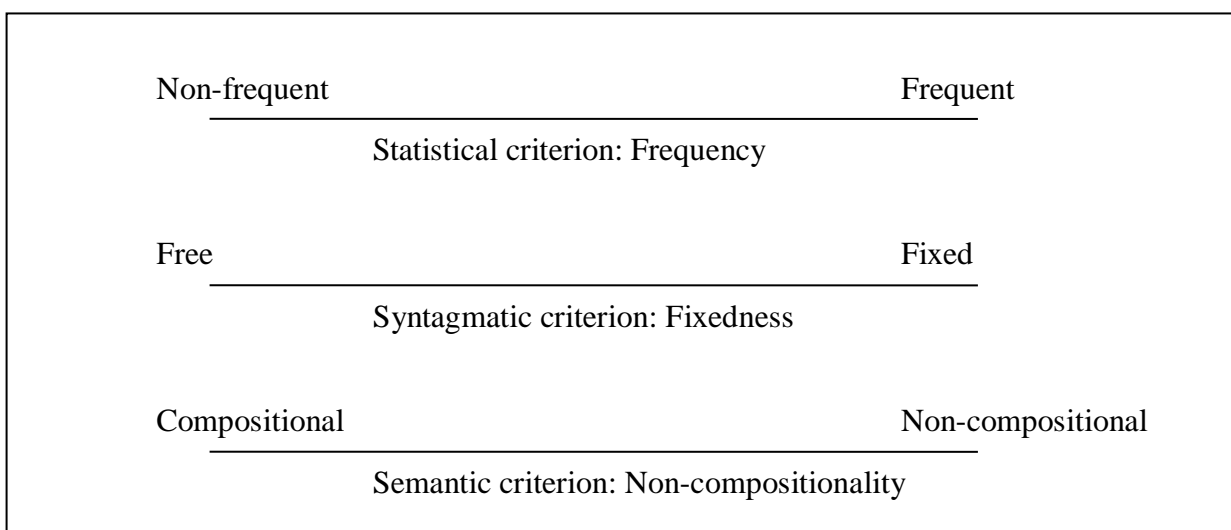 Non-frequent Frequent
Statistical criterion: Frequency
Free Fixed
Syntagmatic criterion: Fixedness
Compositional Non-compositional
Semantic criterion: Non-compositionality